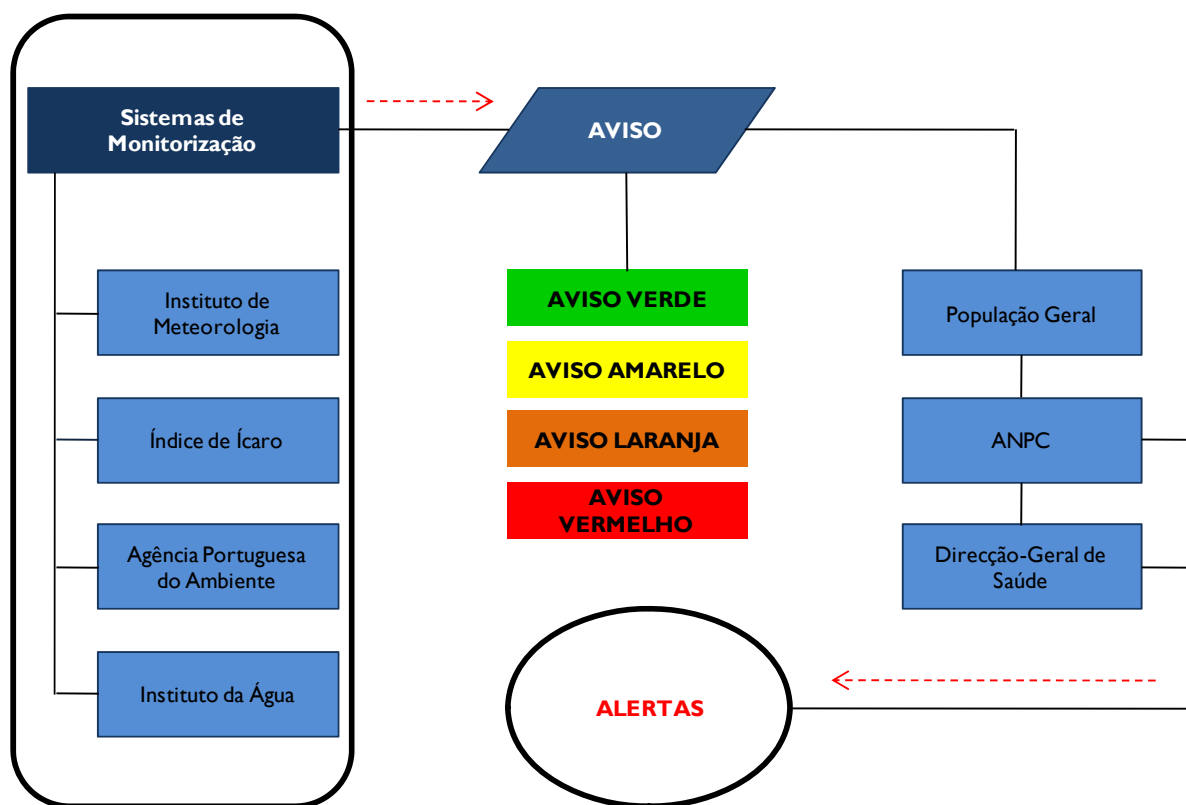 Sistemas de
Monitorização
AVISO
Instituto de
Meteorologia
Índice de Ícaro
Agência Portuguesa
do Ambiente
Instituto da Água
AVISO VERDE
AVISO AMARELO
AVISO LARANJA
AVISO
VERMELHO
População Geral
ANPC
Direcção-Geral de
Saúde
ALERTAS